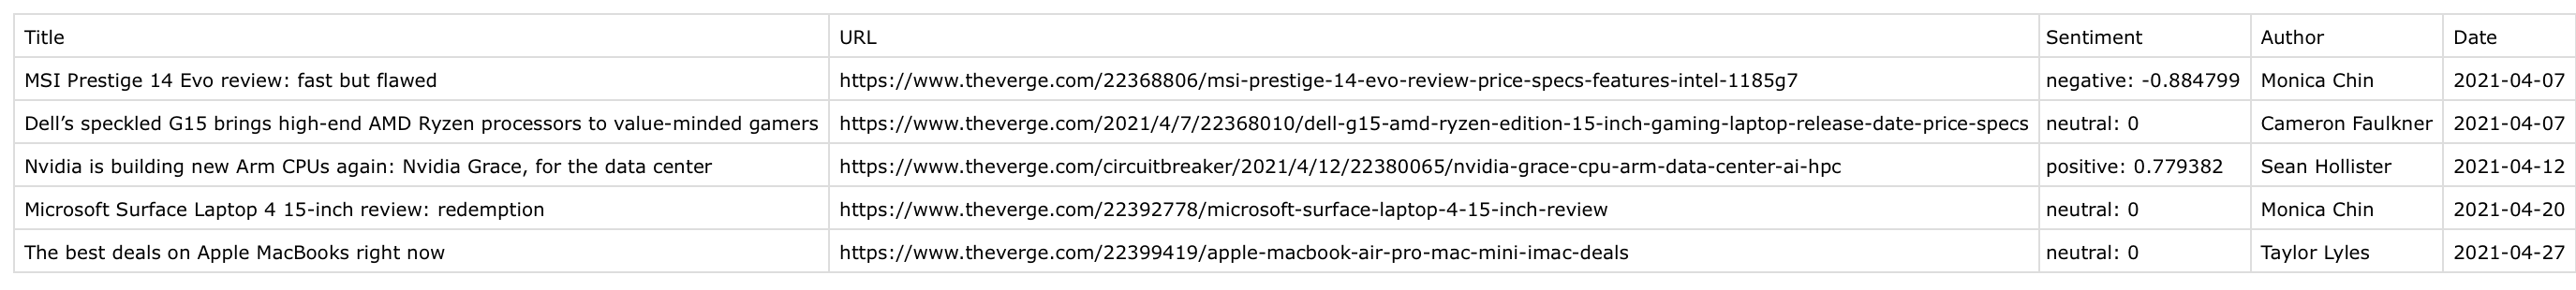 Title URL Sentiment Author Date
MSI Prestige 14 Evo review: fast but flawed https://www.theverge.com/22368806/msi-prestige-14-evo-review-price-specs-features-intel-1185g7 negative: -0.884799 Monica Chin 2021-04-07
Dell’s speckled G15 brings high-end AMD Ryzen processors to value-minded gamers https://www.theverge.com/2021/4/7/22368010/dell-g15-amd-ryzen-edition-15-inch-gaming-laptop-release-date-price-specs neutral: 0 Cameron Faulkner 2021-04-07
Nvidia is building new Arm CPUs again: Nvidia Grace, for the data center https://www.theverge.com/circuitbreaker/2021/4/12/22380065/nvidia-grace-cpu-arm-data-center-ai-hpc positive: 0.779382 Sean Hollister 2021-04-12
Microsoft Surface Laptop 4 15-inch review: redemption https://www.theverge.com/22392778/microsoft-surface-laptop-4-15-inch-review neutral: 0 Monica Chin 2021-04-20
The best deals on Apple MacBooks right now https://www.theverge.com/22399419/apple-macbook-air-pro-mac-mini-imac-deals neutral: 0 Taylor Lyles 2021-04-27